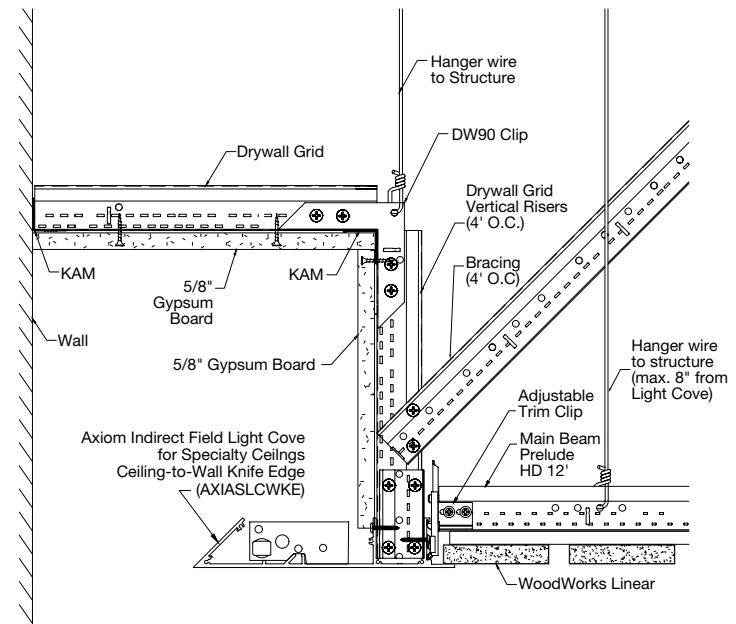 Hanger wire
to Structure
DW90 Clip
Drywall Grid
Drywall Grid
Vertical Risers
(4' O.C.)
Bracing
(4' O.C)
KAM
KAM
5/8"
Gypsum
Board
Wall
5/8" Gypsum Board
Hanger wire
to structure
(max. 8" from
Light Cove)
Adjustable
Trim Clip
Main Beam
Prelude
HD 12'
Axiom Indirect Field Light Cove
for Specialty Ceilngs
Ceiling-to-Wall Knife Edge
(AXIASLCWKE)
WoodWorks Linear